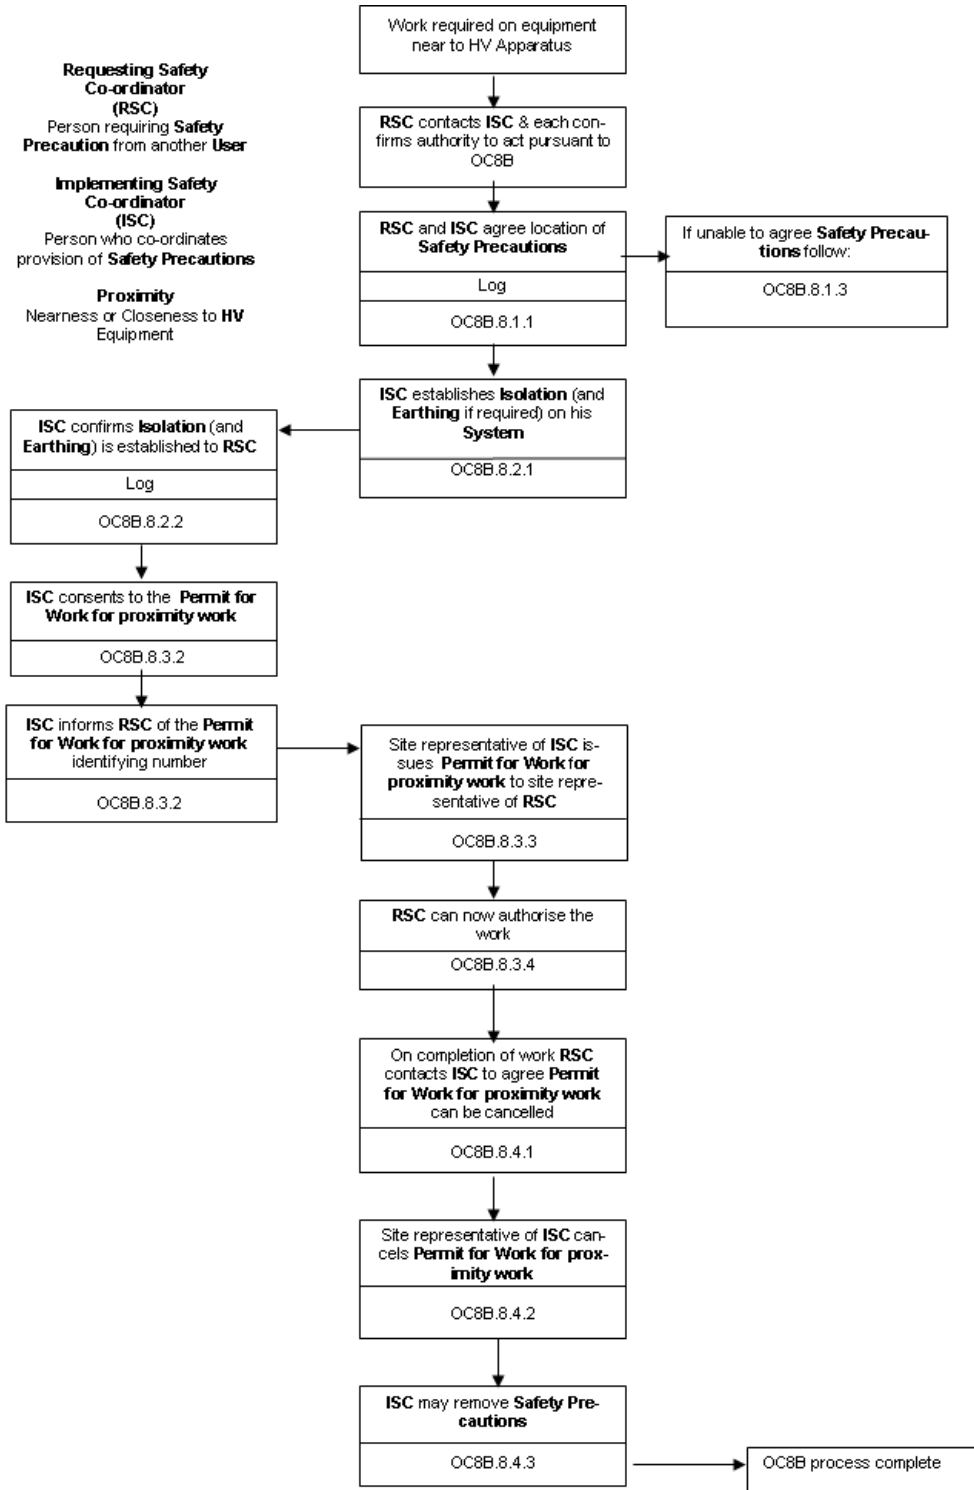 Work required on equipment
near to HV Apparatus
Requesting Safety
Co-ordinator
(RSC)
Person requiring Safety
Precaution from another User
Implementing Safety
Co-ordinator
(ISC)
Person who co-ordinates
provision of Safety Precautions
Proximity
Nearness or Closeness to HV
Equipment
RSC contacts ISC & each con-
firms authority to act pursuant to
OC8B
RSC and ISC agree location of
Safety Precautions
Log
OC8B.8.1.1
If unable to agree Safety Precau-
tions follow:
OC8B.8.1.3
ISC establishes Isolation (and
Earthing if required) on his
System
OC8B.8.2.1
ISC confirms Isolation (and
Earthing) is established to RSC
Log
OC8B.8.2.2
ISC consents to the Permit for
Work for proximity work
OC8B.8.3.2
ISC informs RSC of the Permit
for Work for proximity work
identifying number
OC8B.8.3.2
Site representative of ISC is-
sues Permit for Work for
proximity work to site repre-
sentative of RSC
OC8B.8.3.3
RSC can now authorise the
work
OC8B.8.3.4
On completion of work RSC
contacts ISC to agree Permit
for Work for proximity work
can be cancelled
OC8B.8.4.1
Site representative of ISC can-
cels Permit for Work for prox-
imity work
OC8B.8.4.2
ISC may remove Safety Pre-
cautions
OC8B.8.4.3
OC8B process complete